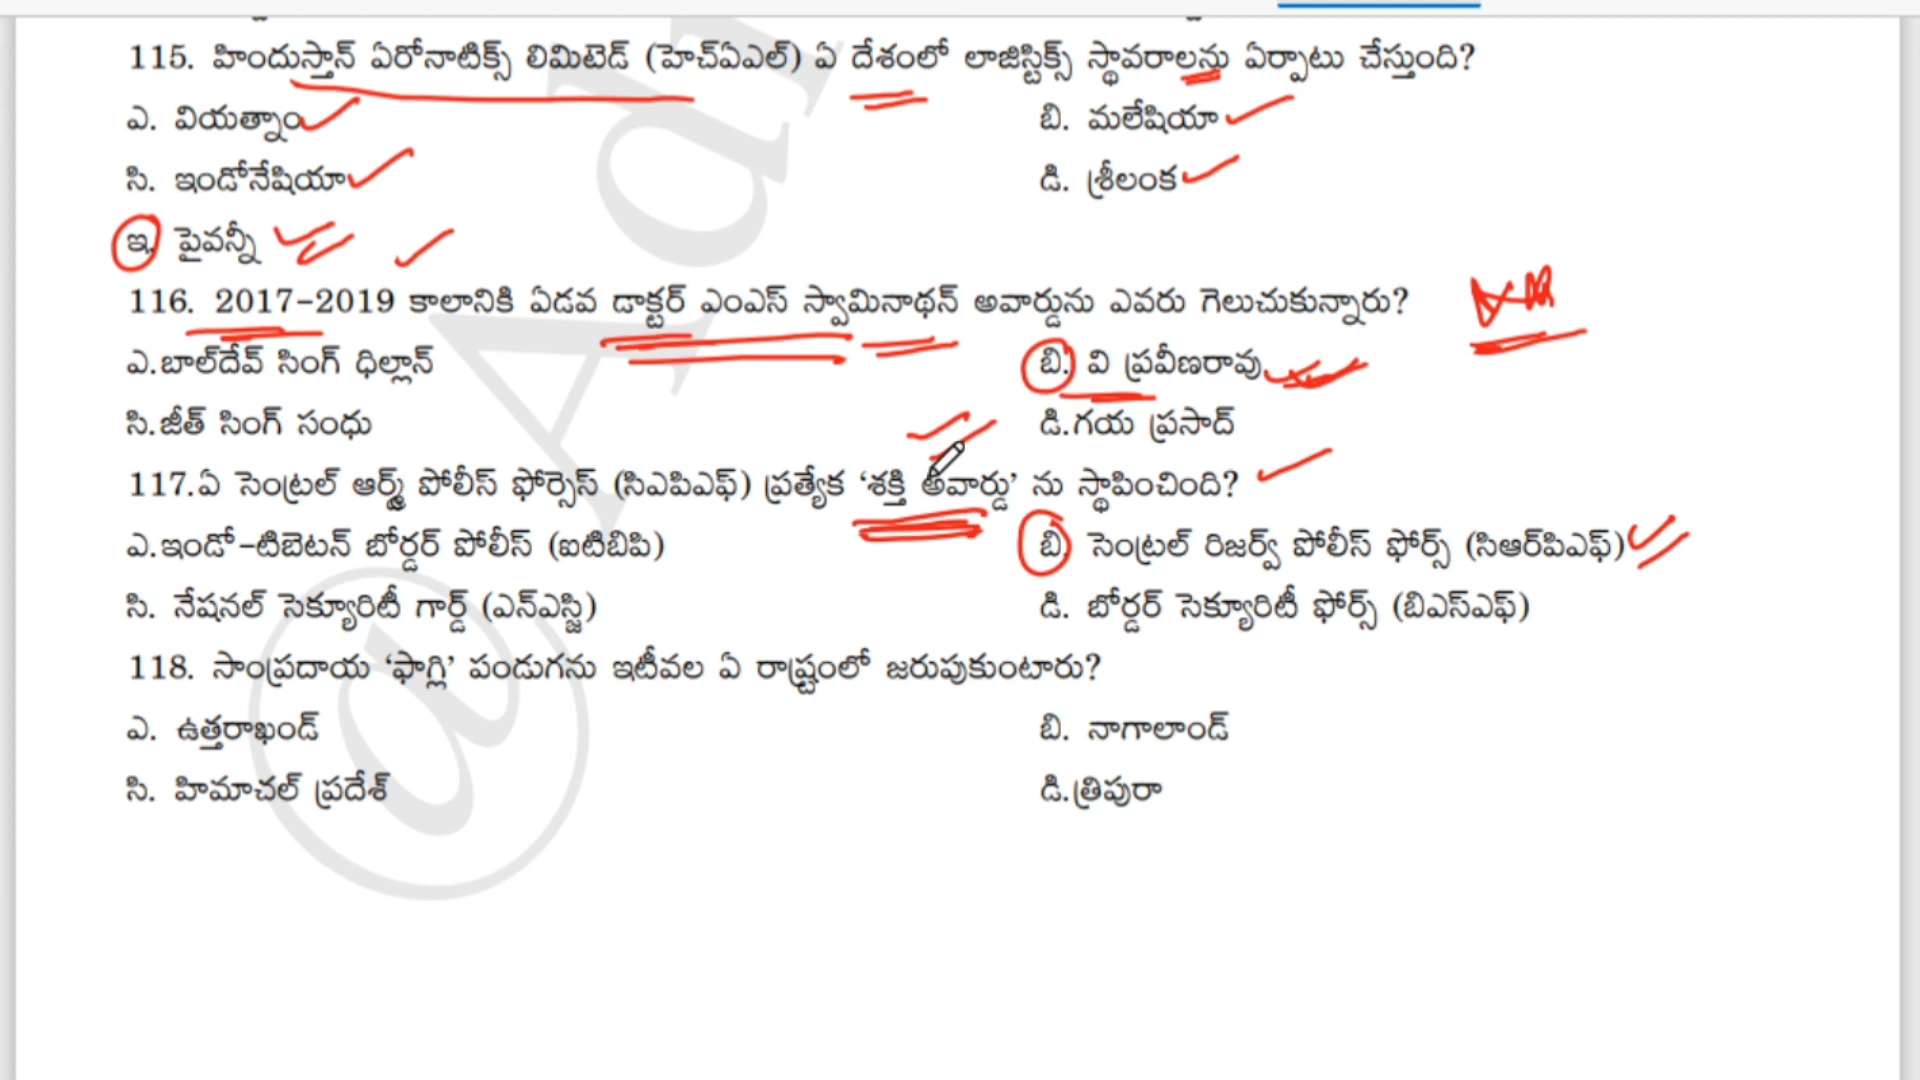 115. హిందుస్తాన్ ఏరోనాటిక్స్ లిమిటెడ్ (హెచ్ఏఎల్) ఏ దేశంలో లాజిస్టిక్స్ స్థావరాలను ఏర్పాటు చేస్తుంది?
ఎ. వియత్నాం బి. మలేషియా
సి. ఇండోనేషియా డి. శ్రీలంక
ఇ. పైవన్నీ
116. 2017-2019 కాలానికి ఏడవ డాక్టర్ ఎంఎస్ స్వామినాథన్ అవార్డును ఎవరు గెలుచుకున్నారు?
ఎ.బాల్‌దేవ్ సింగ్ ధిల్లాన్ బి. వి ప్రవీణరావు
సి.జీత్ సింగ్ సంధు డి.గయ ప్రసాద్
117.ఏ సెంట్రల్ ఆర్మ్డ్ పోలీస్ ఫోర్సెస్ (సిఎపిఎఫ్) ప్రత్యేక ‘శక్తి అవార్డు’ ను స్థాపించింది?
ఎ.ఇండో-టిబెటన్ బోర్డర్ పోలీస్ (ఐటిబిపి) బి. సెంట్రల్ రిజర్వ్ పోలీస్ ఫోర్స్ (సిఆర్‌పిఎఫ్)
సి. నేషనల్ సెక్యూరిటీ గార్డ్ (ఎన్ఎస్జి) డి. బోర్డర్ సెక్యూరిటీ ఫోర్స్ (బిఎస్ఎఫ్)
118. సాంప్రదాయ ‘ఫాగ్లి’ పండుగను ఇటీవల ఏ రాష్ట్రంలో జరుపుకుంటారు?
ఎ. ఉత్తరాఖండ్ బి. నాగాలాండ్
సి. హిమాచల్ ప్రదేశ్ డి.త్రిపురా